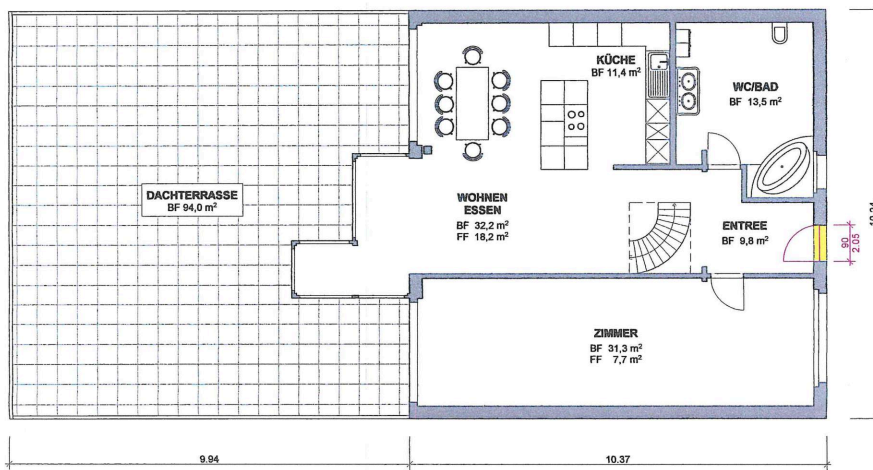 KÜCHE
BF 11,4 m²
WC/BAD
BF 13,5 m²
DACHTERRASSE
BF 94,0 m²
WOHNEN
ESSEN
BF 32,2 m²
FF 18,2 m²
ENTREE
BF 9,8 m²
90
2.05
ZIMMER
BF 31,3 m²
FF 7,7 m²
9.94
10.37